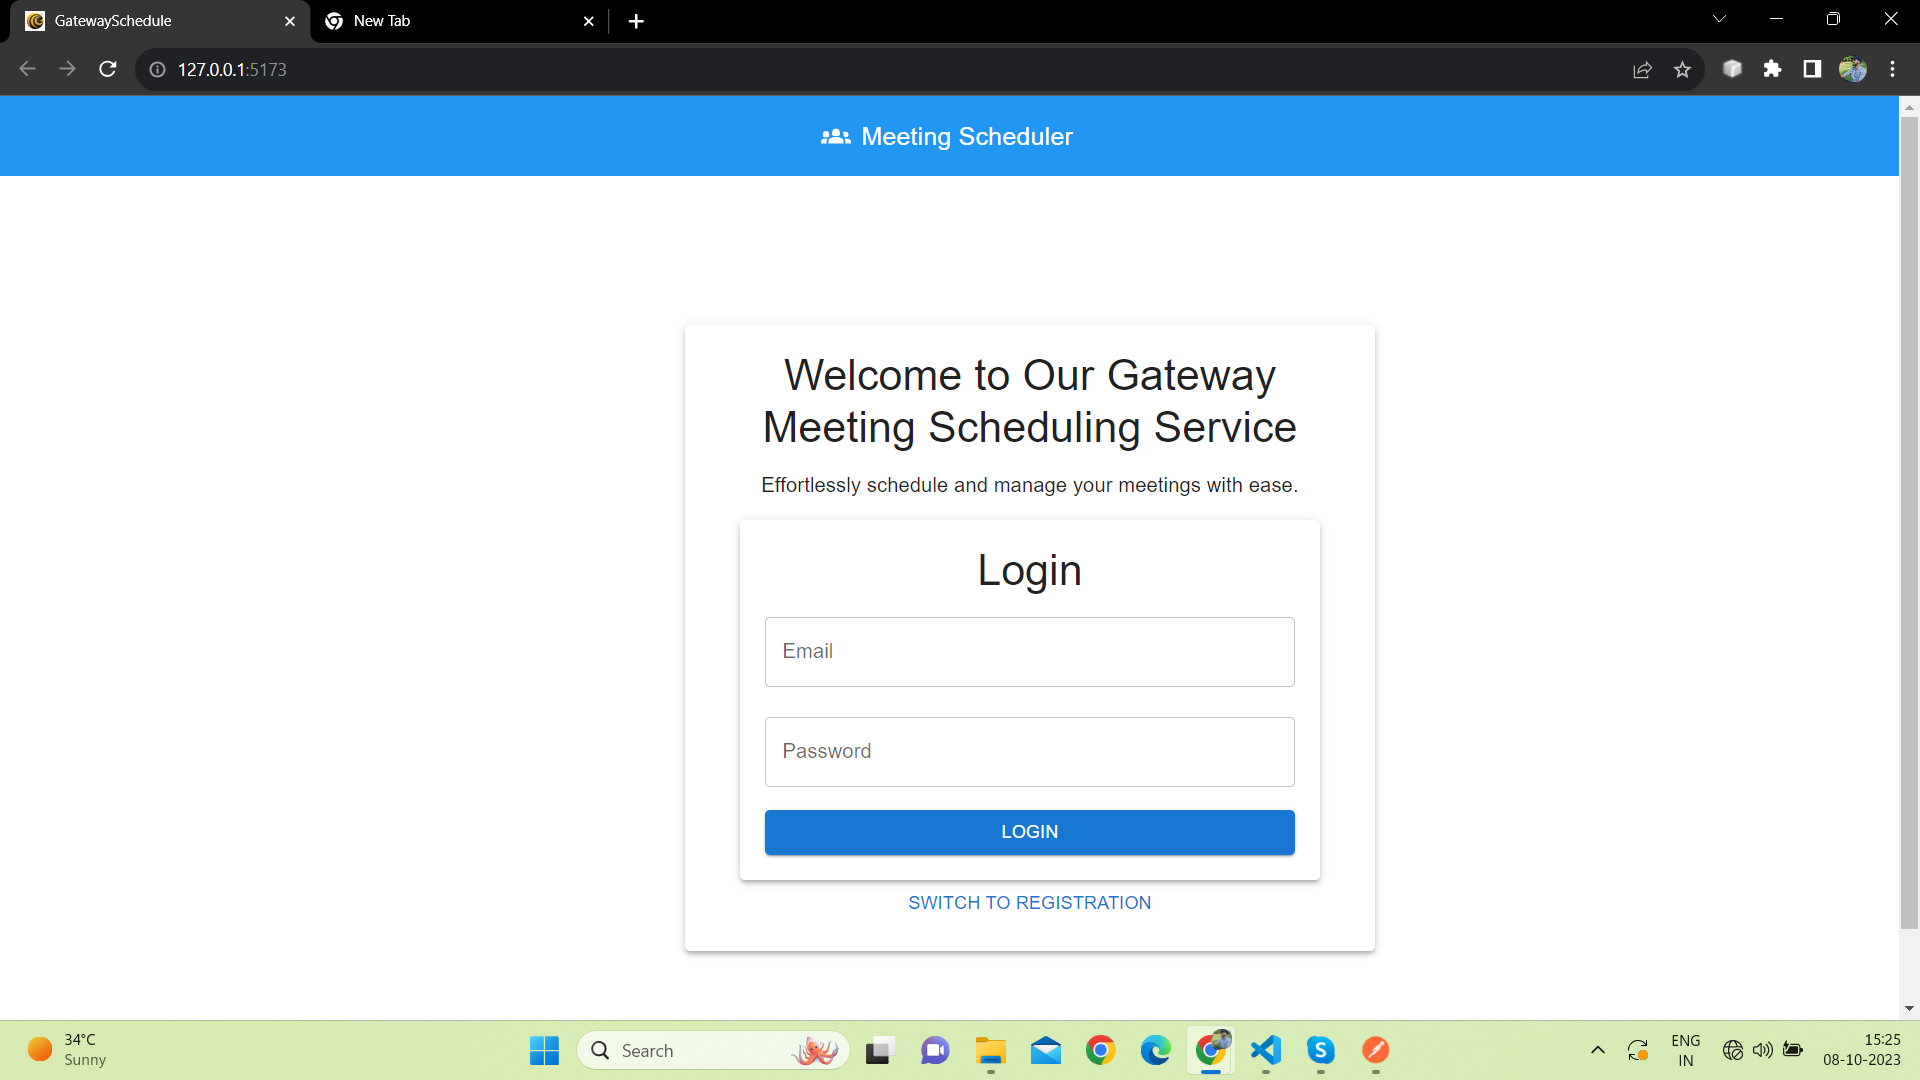 GatewaySchedule
New Tab
127.0.0.1:5173
Meeting Scheduler
Welcome to Our Gateway
Meeting Scheduling Service
Effortlessly schedule and manage your meetings with ease.
Login
Email
Password
LOGIN
SWITCH TO REGISTRATION
34°C
Sunny
Search
S
ENG
IN
15:25
08-10-2023